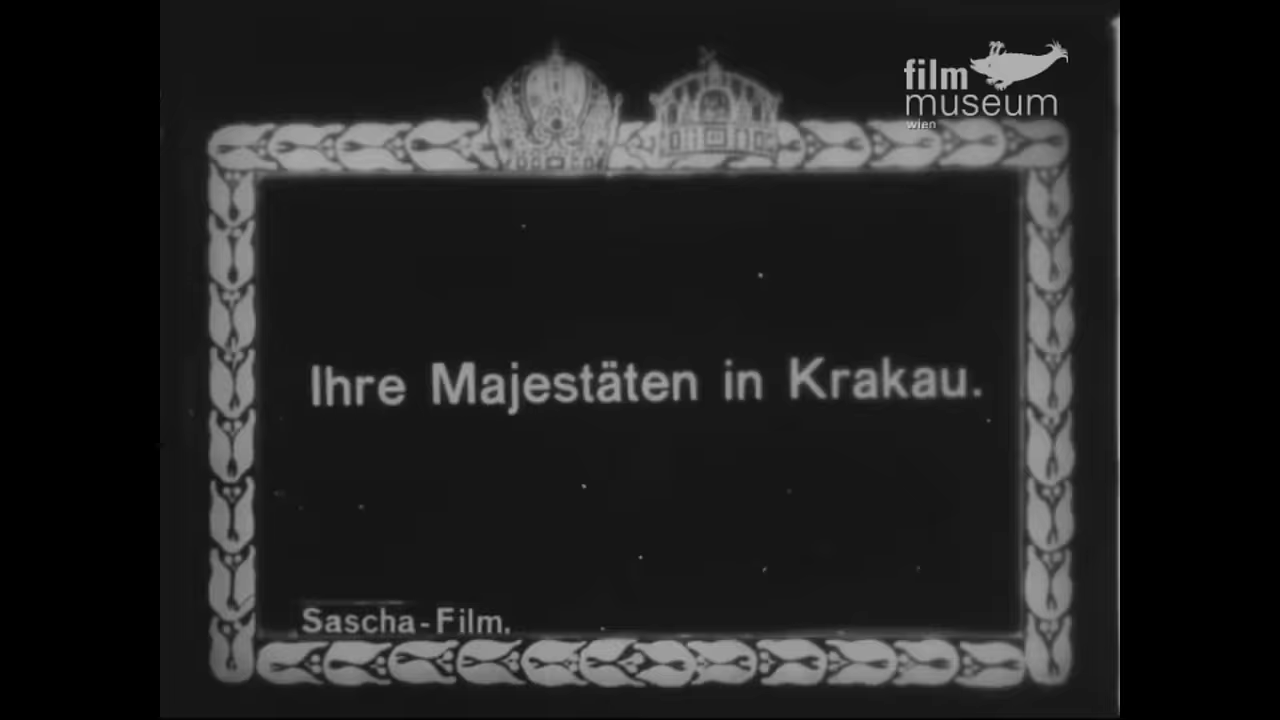 film
museum
wien
Ihre Majestäten in Krakau.
Sascha-Film.